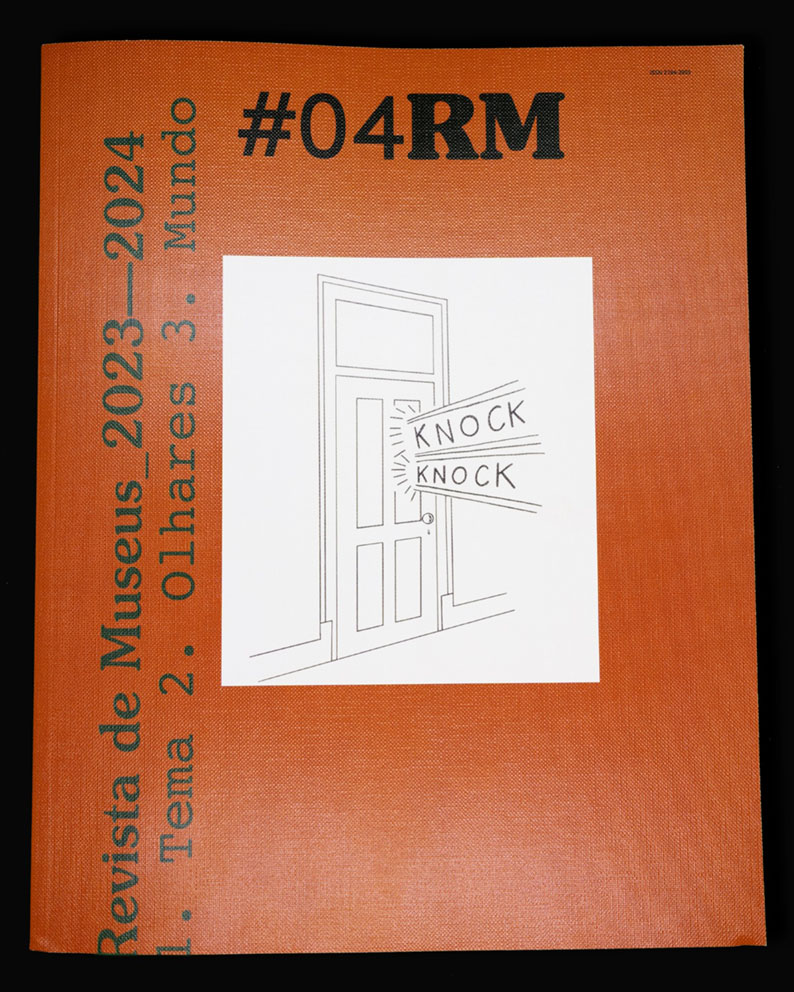 #04RM
KNOCK
KNOCK
Revista de Museus_2023—2024
1. Tema 2. Olhares 3. Mundo